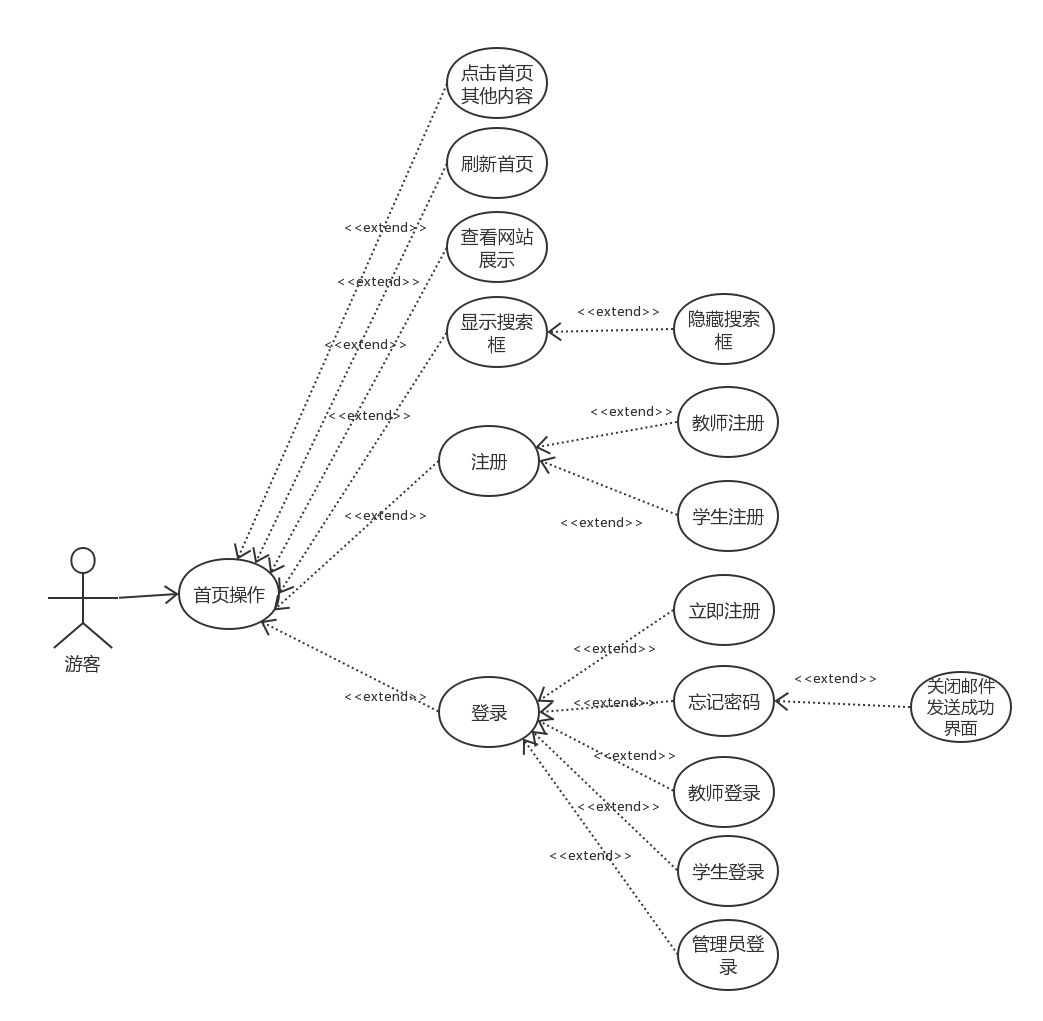 点击首页
其他内容
刷新首页
查看网站
展示
<<extend>>
<<extend>>
<<extend>>
<<extend>>
显示搜索
框
<<extend>>
隐藏搜索
框
注册
<<extend>>
教师注册
<<extend>>
学生注册
<<extend>>
游客
首页操作
<<extend>>
登录
<<extend>>
立即注册
<<extend>>
忘记密码
<<extend>>
关闭邮件
发送成功
界面
<<extend>>
教师登录
<<extend>>
学生登录
<<extend>>
管理员登
录